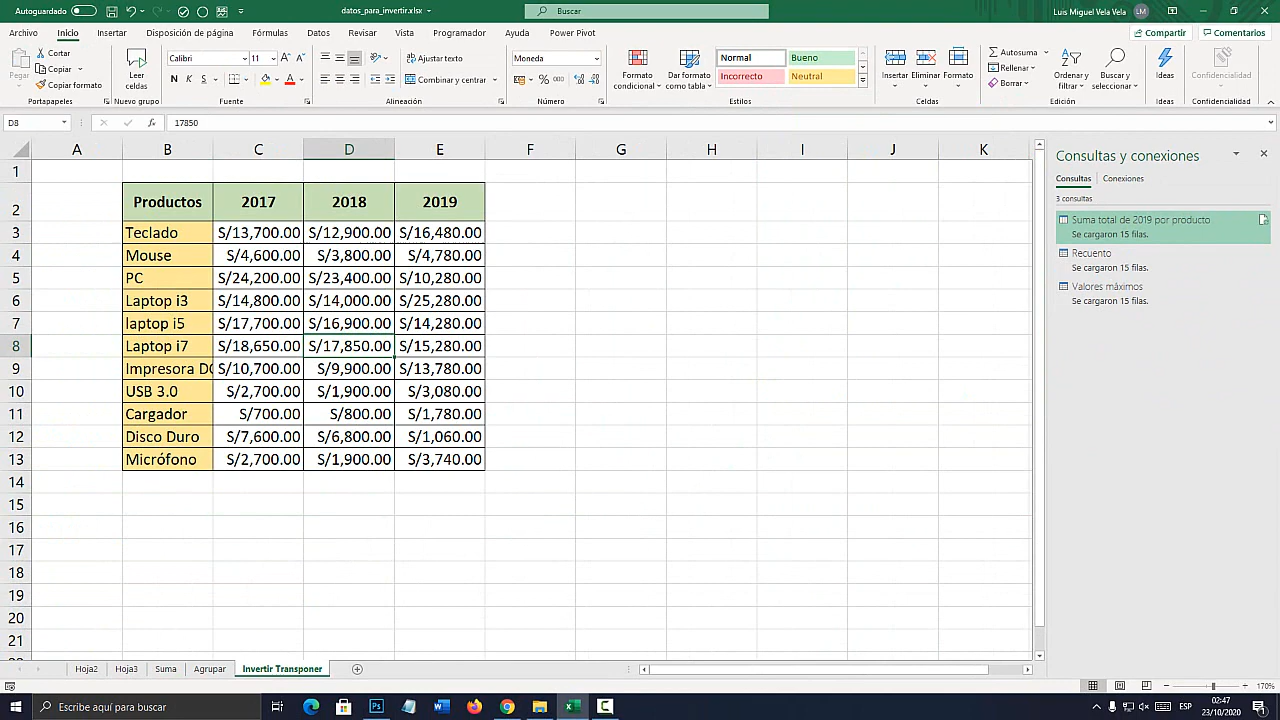 Autoguardado
datos_para_invertir.xlsx
Buscar
Luis Miguel Vela Vela LM
Archivo Inicio Insertar Disposición de página Fórmulas Datos Revisar Vista Programador Ayuda Power Pivot
Compartir Comentarios
Pegar
Cortar
Copiar
Copiar formato
Portapapeles
Leer celdas
Nuevo grupo
Calibri 11
N K S
Fuente
Ajustar texto
Combinar y centrar
Alineación
Moneda
% 000
Número
Formato condicional
Dar formato como tabla
Normal Bueno
Incorrecto Neutral
Estilos
Insertar Eliminar Formato
Celdas
Autosuma
Rellenar
Borrar
Ordenar y filtrar
Buscar y seleccionar
Edición
Ideas
Ideas
Confidencialidad
Confidencialidad
D8 fx 17850
A B C D E F G H I J K
1
2 Productos 2017 2018 2019
3 Teclado S/13,700.00 S/12,900.00 S/16,480.00
4 Mouse S/4,600.00 S/3,800.00 S/4,780.00
5 PC S/24,200.00 S/23,400.00 S/10,280.00
6 Laptop i3 S/14,800.00 S/14,000.00 S/25,280.00
7 laptop i5 S/17,700.00 S/16,900.00 S/14,280.00
8 Laptop i7 S/18,650.00 S/17,850.00 S/15,280.00
9 Impresora DC S/10,700.00 S/9,900.00 S/13,780.00
10 USB 3.0 S/2,700.00 S/1,900.00 S/3,080.00
11 Cargador S/700.00 S/800.00 S/1,780.00
12 Disco Duro S/7,600.00 S/6,800.00 S/1,060.00
13 Micrófono S/2,700.00 S/1,900.00 S/3,740.00
14
15
16
17
18
19
20
21
Consultas y conexiones
Consultas Conexiones
3 consultas
Suma total de 2019 por producto
Se cargaron 15 filas.
Recuento
Se cargaron 15 filas.
Valores máximos
Se cargaron 15 filas.
Hoja2 Hoja3 Suma Agrupar Invertir Transponer
170%
Escribe aquí para buscar
ESP
02:47
23/10/2020